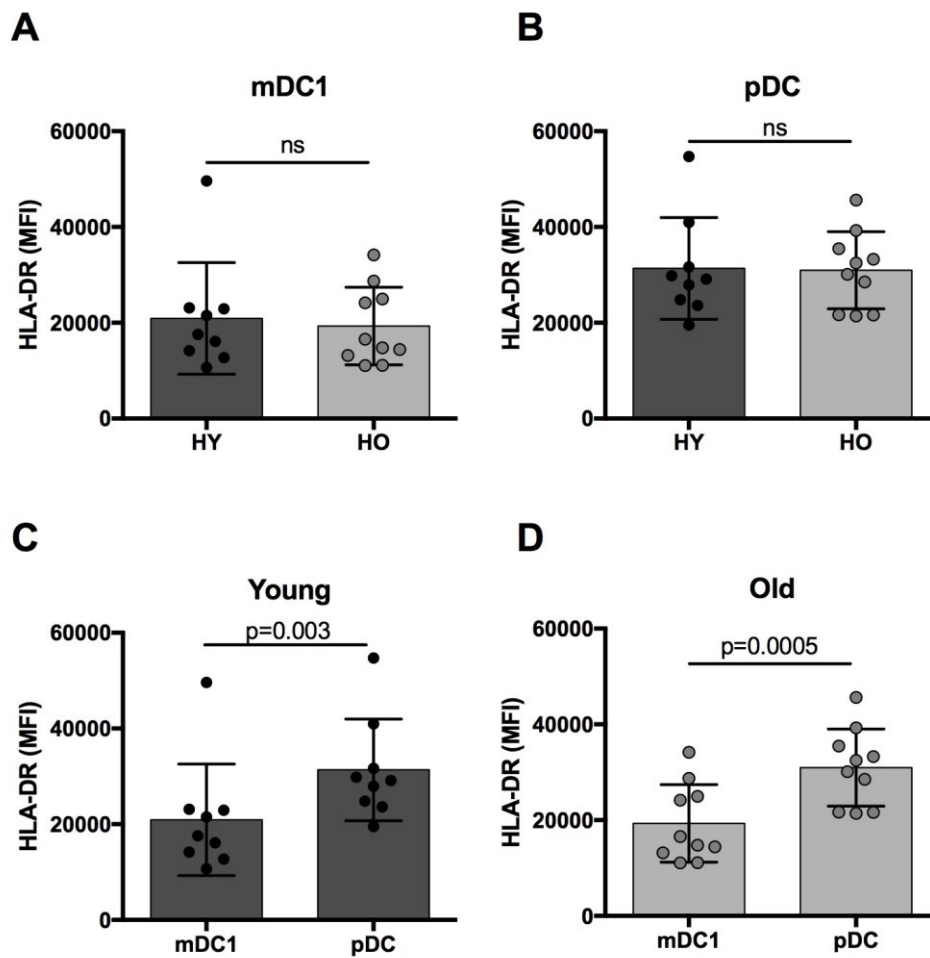 A
mDC1
60000
40000
20000
0
HLA-DR (MFI)
ns
HY
HO
B
pDC
60000
40000
20000
0
HLA-DR (MFI)
ns
HY
HO
C
Young
p=0.003
60000
40000
20000
0
HLA-DR (MFI)
mDC1
pDC
D
Old
p=0.0005
60000
40000
20000
0
HLA-DR (MFI)
mDC1
pDC